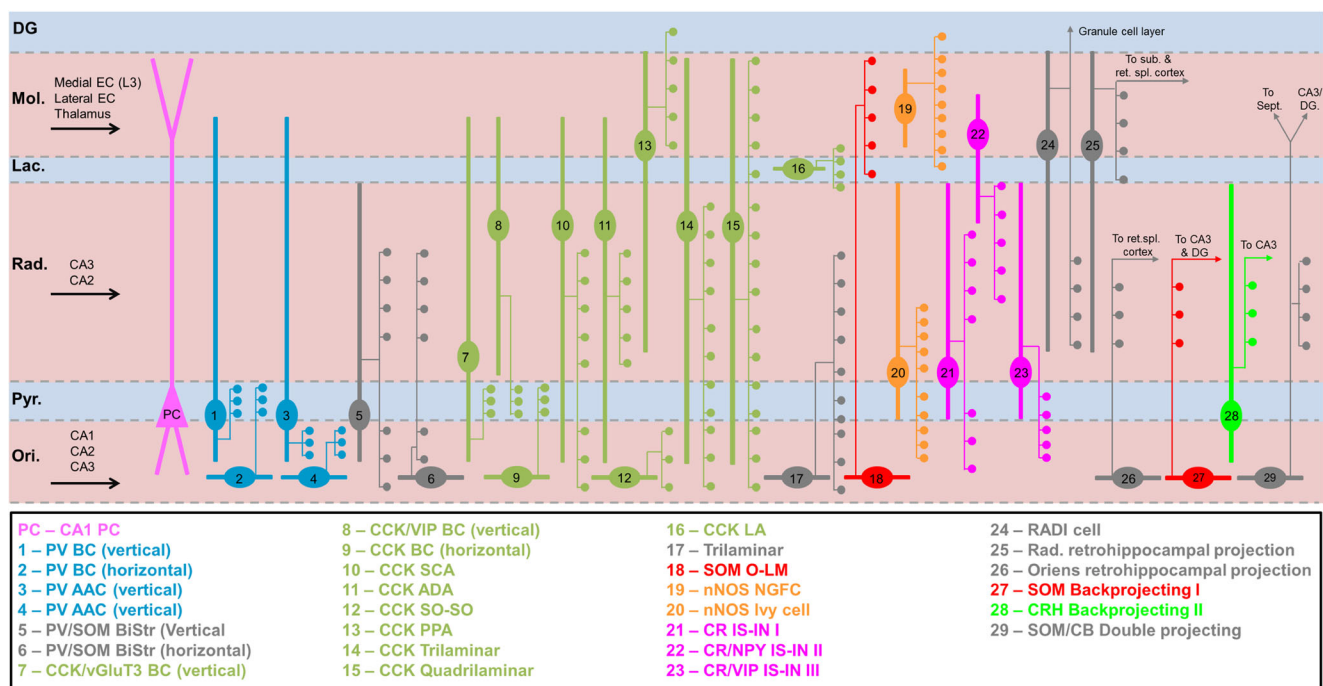 DG
Granule cell layer
To sub. &
ret. spl. cortex
Mol.
Medial EC (L3)
Lateral EC
Thalamus
To
Sept.
CA3/
DG.
19
22
13
24
25
Lac.
16
8
10
11
14
15
Rad.
CA3
CA2
To ret.spl.
cortex
To CA3
& DG
To CA3
7
20
21
23
Pyr.
PC
1
3
5
28
Ori.
CA1
CA2
CA3
2
4
6
9
12
17
18
26
27
29
PC – CA1 PC
1 – PV BC (vertical)
2 – PV BC (horizontal)
3 – PV AAC (vertical)
4 – PV AAC (vertical)
5 – PV/SOM BiStr (Vertical
6 – PV/SOM BiStr (horizontal)
7 – CCK/vGluT3 BC (vertical)
8 – CCK/VIP BC (vertical)
9 – CCK BC (horizontal)
10 – CCK SCA
11 – CCK ADA
12 – CCK SO-SO
13 – CCK PPA
14 – CCK Trilaminar
15 – CCK Quadrilaminar
16 – CCK LA
17 – Trilaminar
18 – SOM O-LM
19 – nNOS NGFC
20 – nNOS Ivy cell
21 – CR IS-IN I
22 – CR/NPY IS-IN II
23 – CR/VIP IS-IN III
24 – RADI cell
25 – Rad. retrohippocampal projection
26 – Oriens retrohippocampal projection
27 – SOM Backprojecting I
28 – CRH Backprojecting II
29 – SOM/CB Double projecting